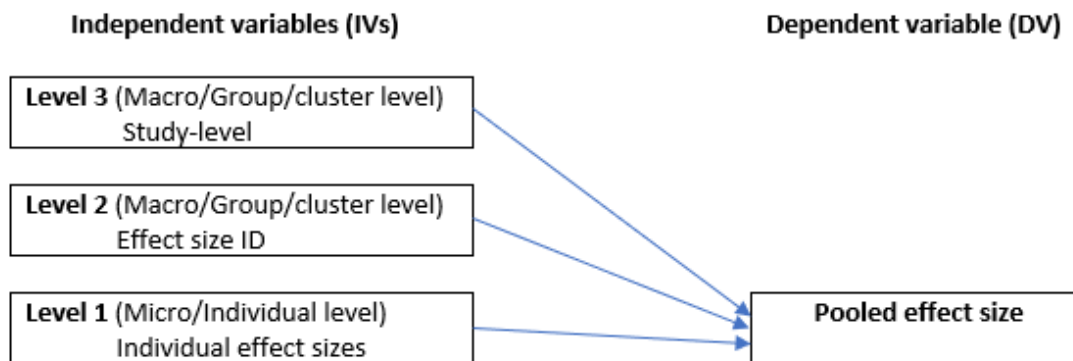 Independent variables (IVs)
Dependent variable (DV)
Level 3 (Macro/Group/cluster level)
Study-level
Level 2 (Macro/Group/cluster level)
Effect size ID
Level 1 (Micro/Individual level)
Individual effect sizes
Pooled effect size